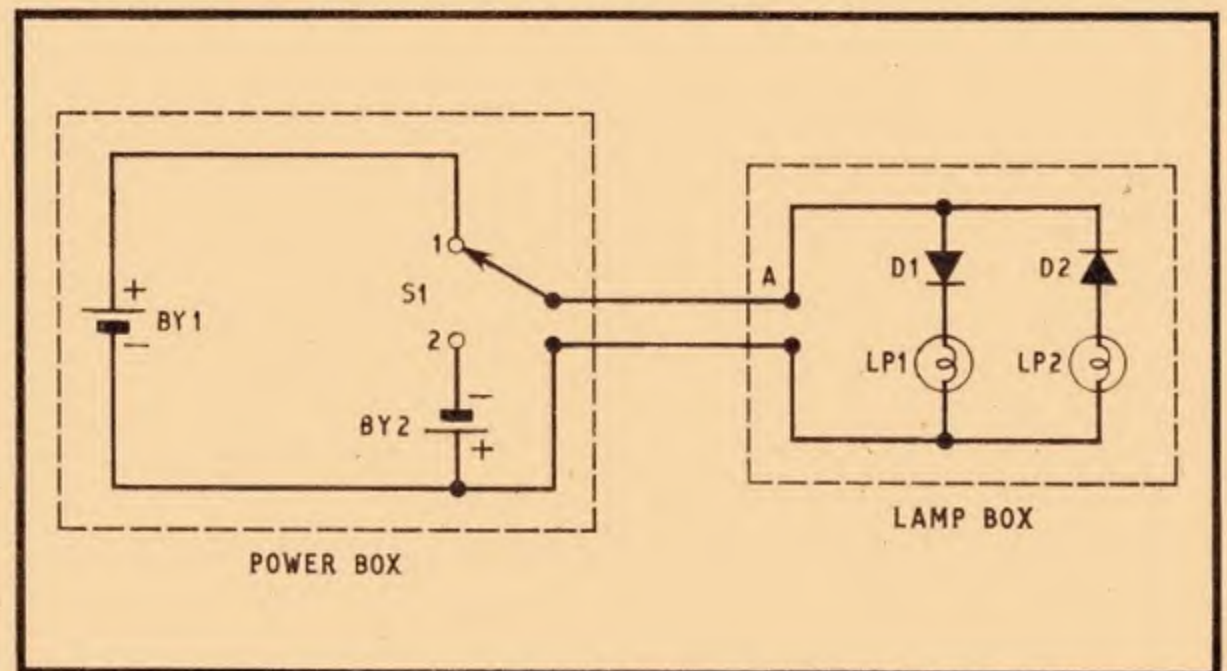 1
S1
A
D1
D2
+
BY1
-
2
LP1
LP2
-
BY2
+
LAMP BOX
POWER BOX